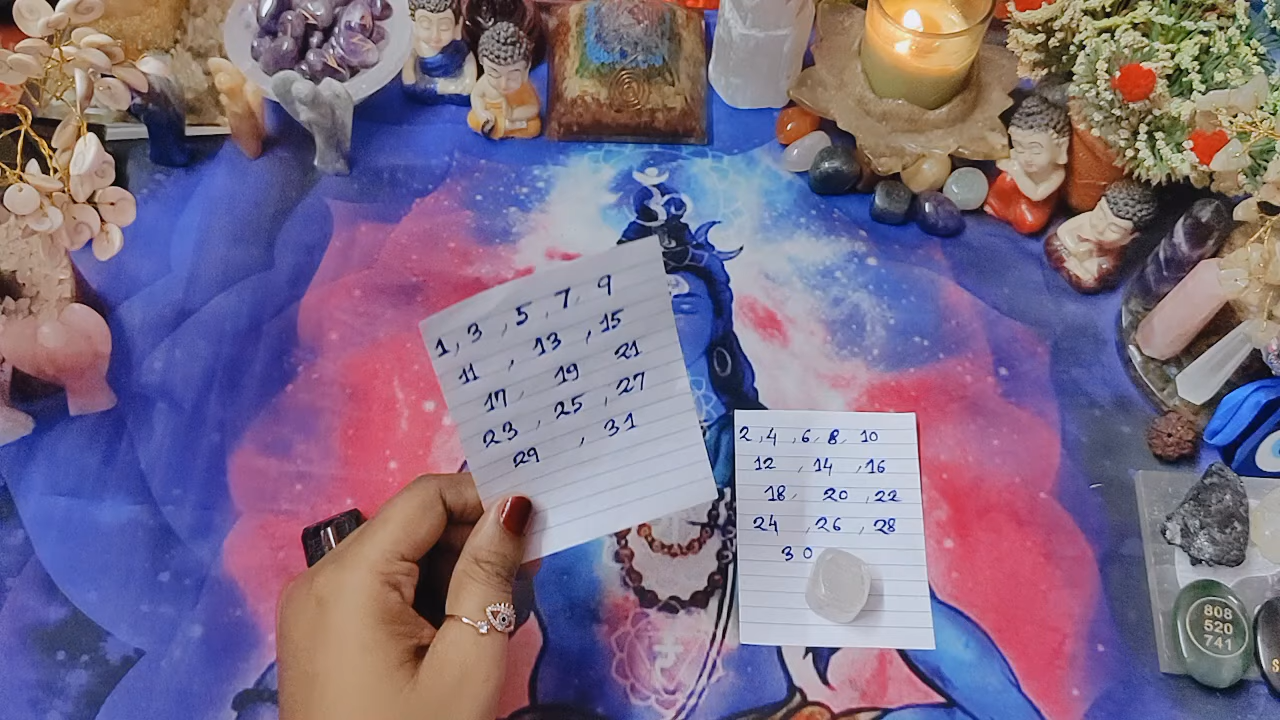 1, 3 , 5 , 7, 9
11 , 13 , 15
17, 19 21
23 , 25 , 27
29 , 31
2 , 4 , 6, 8, 10
12 , 14 , 16
18, 20 , 22
24 , 26 , 28
30
808
520
741
ॐ